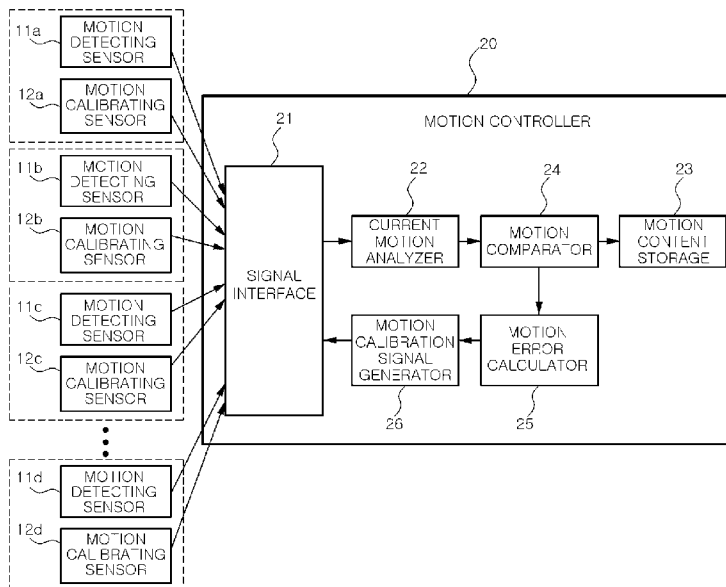 11a
MOTION
DETECTING
SENSOR
12a
MOTION
CALIBRATING
SENSOR
11b
MOTION
DETECTING
SENSOR
12b
MOTION
CALIBRATING
SENSOR
11c
MOTION
DETECTING
SENSOR
12c
MOTION
CALIBRATING
SENSOR
11d
MOTION
DETECTING
SENSOR
12d
MOTION
CALIBRATING
SENSOR
20
MOTION CONTROLLER
21
SIGNAL
INTERFACE
22
CURRENT
MOTION
ANALYZER
24
MOTION
COMPARATOR
23
MOTION
CONTENT
STORAGE
MOTION
CALIBRATION
SIGNAL
GENERATOR
26
MOTION
ERROR
CALCULATOR
25